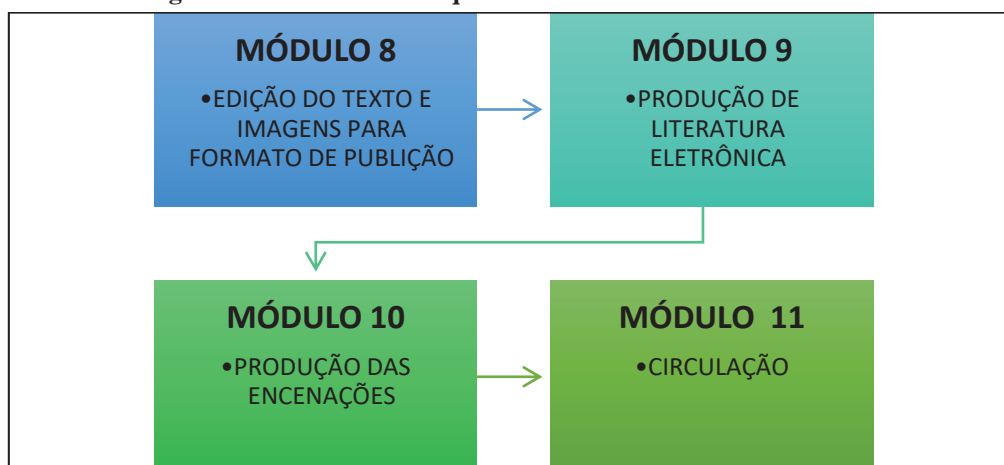 MÓDULO 8
•EDIÇÃO DO TEXTO E
IMAGENS PARA
FORMATO DE PUBLIÇÃO
MÓDULO 9
•PRODUÇÃO DE
LITERATURA
ELETRÔNICA
MÓDULO 10
•PRODUÇÃO DAS
ENCENAÇÕES
MÓDULO 11
•CIRCULAÇÃO